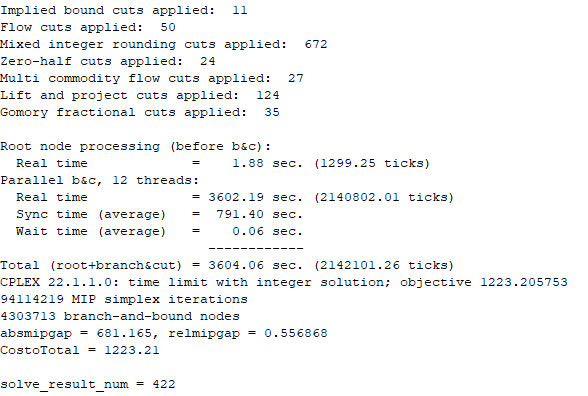 Implied bound cuts applied:  11
Flow cuts applied:  50
Mixed integer rounding cuts applied:  672
Zero-half cuts applied:  24
Multi commodity flow cuts applied:  27
Lift and project cuts applied:  124
Gomory fractional cuts applied:  35

Root node processing (before b&c):
  Real time             =    1.88 sec. (1299.25 ticks)
Parallel b&c, 12 threads:
  Real time             = 3602.19 sec. (2140802.01 ticks)
  Sync time (average)   =  791.40 sec.
  Wait time (average)   =    0.06 sec.
                          ------------
Total (root+branch&cut) = 3604.06 sec. (2142101.26 ticks)
CPLEX 22.1.1.0: time limit with integer solution; objective 1223.205753
94114219 MIP simplex iterations
4303713 branch-and-bound nodes
absmipgap = 681.165, relmipgap = 0.556868
CostoTotal = 1223.21

solve_result_num = 422